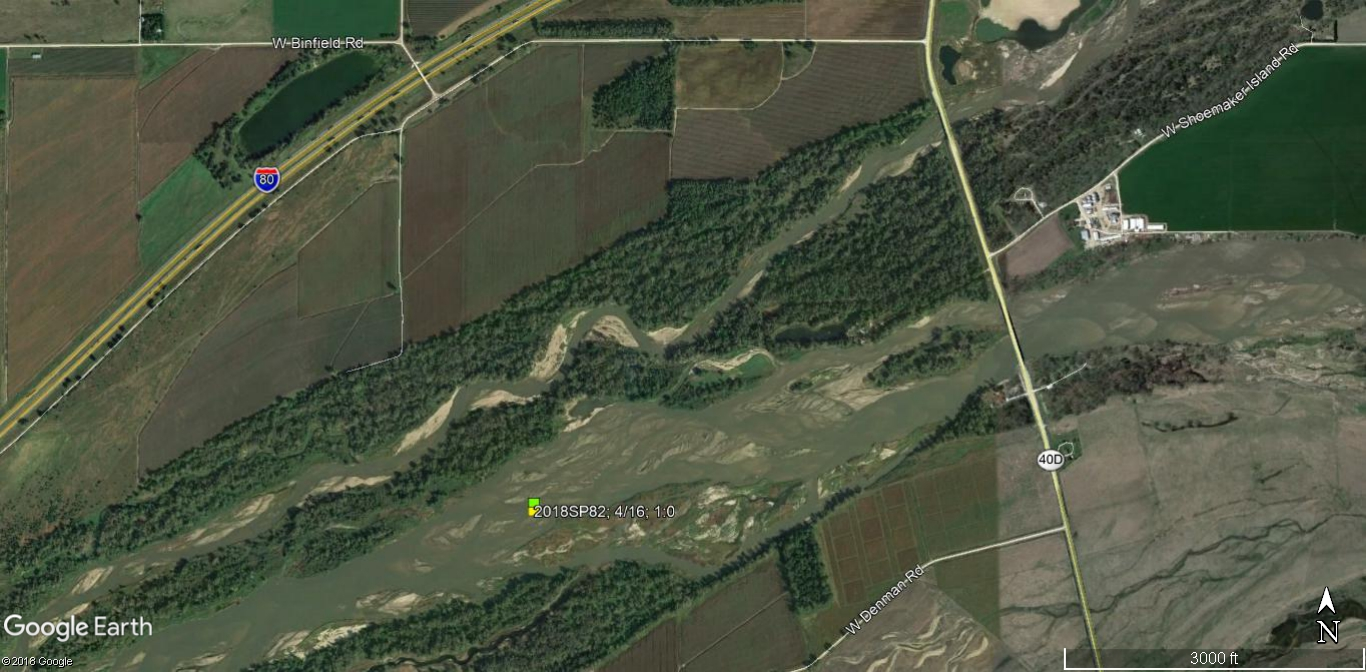 W Binfield Rd
W Shoemaker Island Rd
80
40D
2018SP82; 4/16; 1:0
W Denman Rd
Google Earth
©2018 Google
N
3000 ft